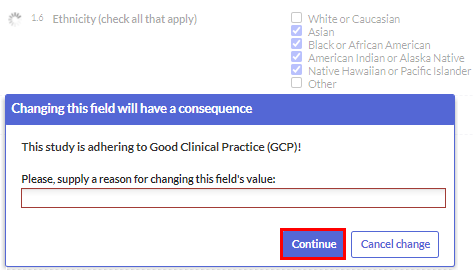 1.6 Ethnicity (check all that apply)
White or Caucasian
Asian
Black or African American
American Indian or Alaska Native
Native Hawaiian or Pacific Islander
Other
Changing this field will have a consequence
This study is adhering to Good Clinical Practice (GCP)!
Please, supply a reason for changing this field's value:
Continue Cancel change